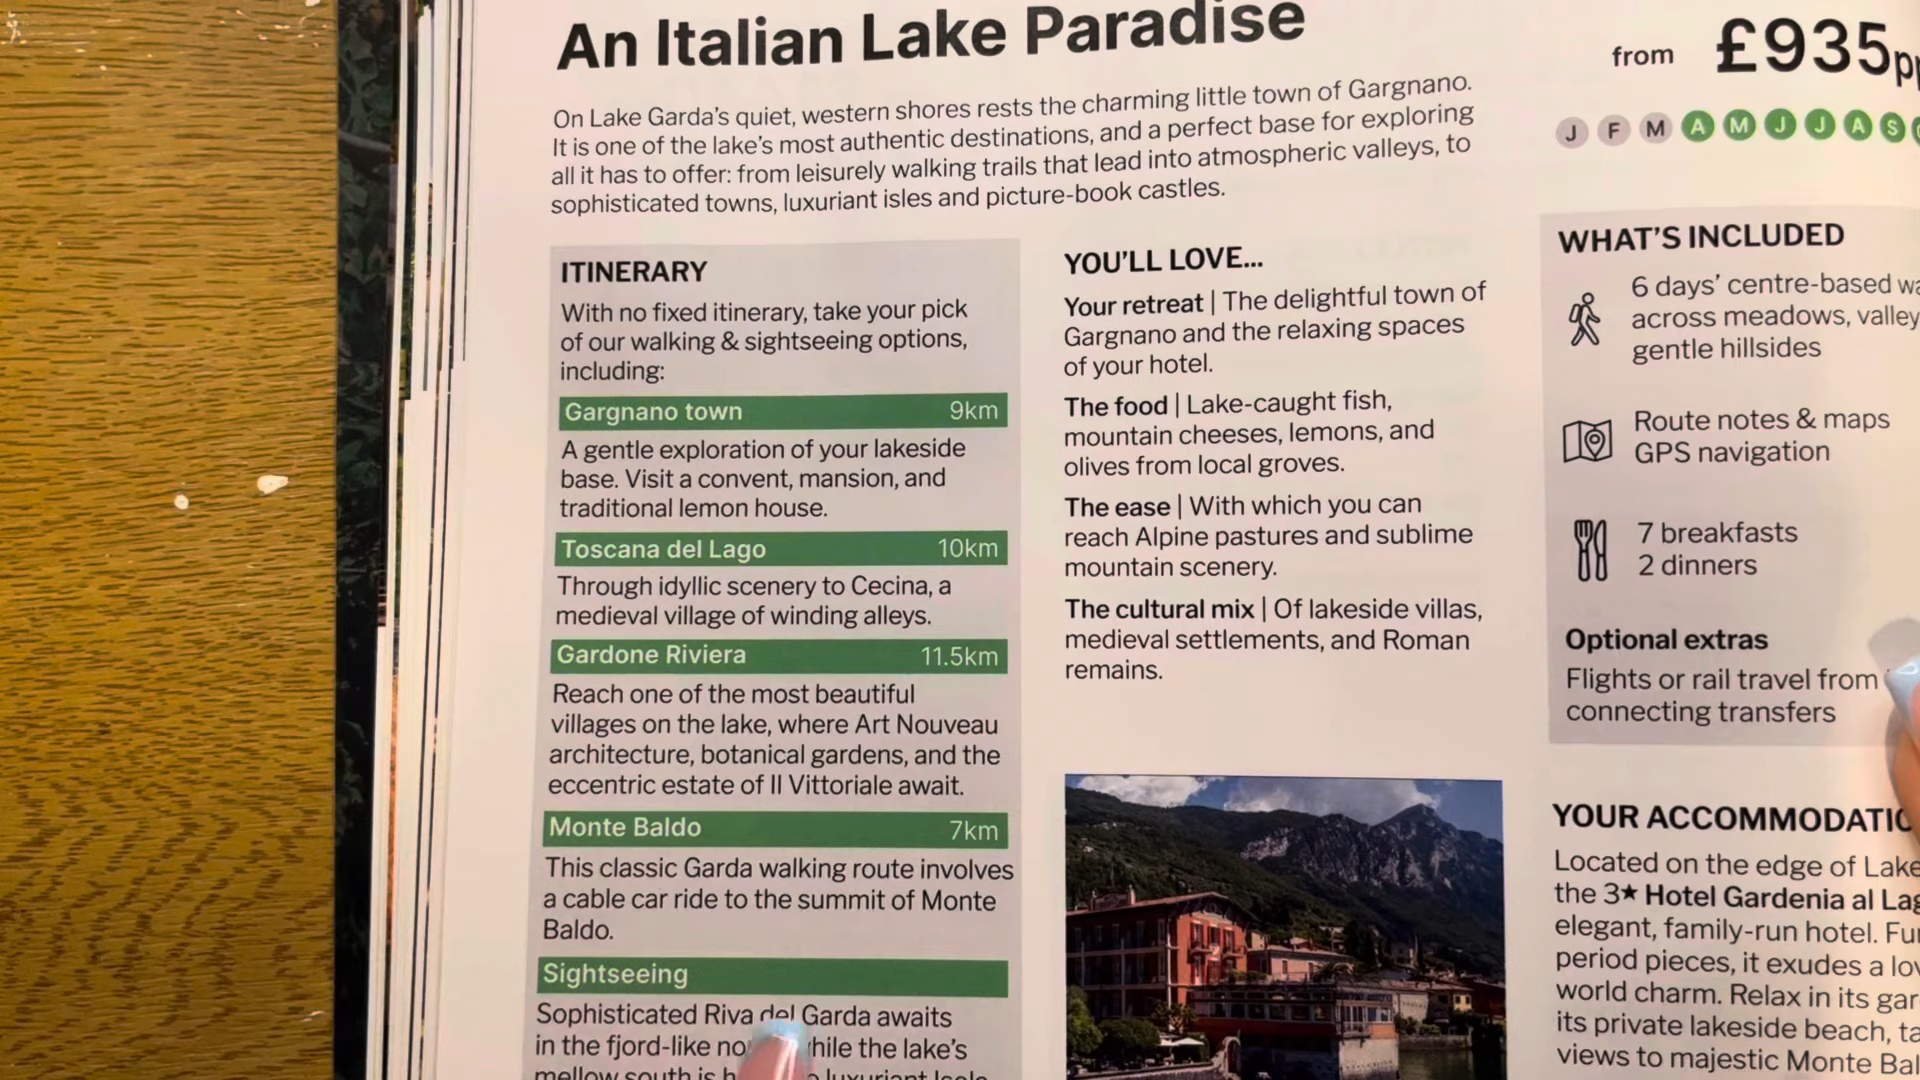 An Italian Lake Paradise
On Lake Garda's quiet, western shores rests the charming little town of Gargnano.
It is one of the lake's most authentic destinations, and a perfect base for exploring
all it has to offer: from leisurely walking trails that lead into atmospheric valleys, to
sophisticated towns, luxuriant isles and picture-book castles.
ITINERARY
With no fixed itinerary, take your pick
of our walking & sightseeing options,
including:
Gargnano town 9km
A gentle exploration of your lakeside
base. Visit a convent, mansion, and
traditional lemon house.
Toscana del Lago 10km
Through idyllic scenery to Cecina, a
medieval village of winding alleys.
Gardone Riviera 11.5km
Reach one of the most beautiful
villages on the lake, where Art Nouveau
architecture, botanical gardens, and the
eccentric estate of Il Vittoriale await.
Monte Baldo 7km
This classic Garda walking route involves
a cable car ride to the summit of Monte
Baldo.
Sightseeing
Sophisticated Riva del Garda awaits
in the fjord-like while the lake's
mellow south is luxuriant Isola
YOU'LL LOVE...
Your retreat | The delightful town of
Gargnano and the relaxing spaces
of your hotel.
The food | Lake-caught fish,
mountain cheeses, lemons, and
olives from local groves.
The ease | With which you can
reach Alpine pastures and sublime
mountain scenery.
The cultural mix | Of lakeside villas,
medieval settlements, and Roman
remains.
from £935pp
J F M A M J J A S
WHAT'S INCLUDED
6 days' centre-based
across meadows,
gentle hillsides
Route notes & maps
GPS navigation
7 breakfasts
2 dinners
Optional extras
Flights or rail travel from
connecting transfers
YOUR
Located on the edge of Lake
the 3★ Hotel Gardenia al
elegant, family-run hotel.
period pieces, it exudes a
world charm. Relax in its
its private lakeside beach,
views to majestic Monte